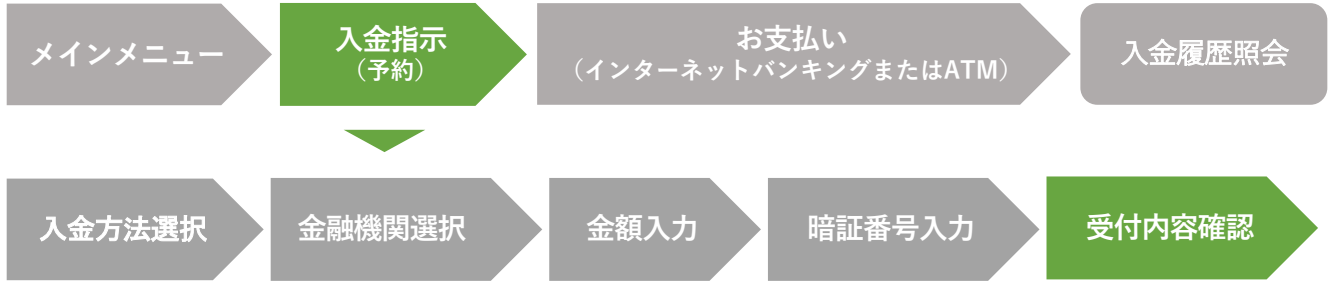 メインメニュー
入金指示
（予約）
お支払い
（インターネットバンキングまたはATM）
入金履歴照会
入金方法選択
金融機関選択
金額入力
暗証番号入力
受付内容確認